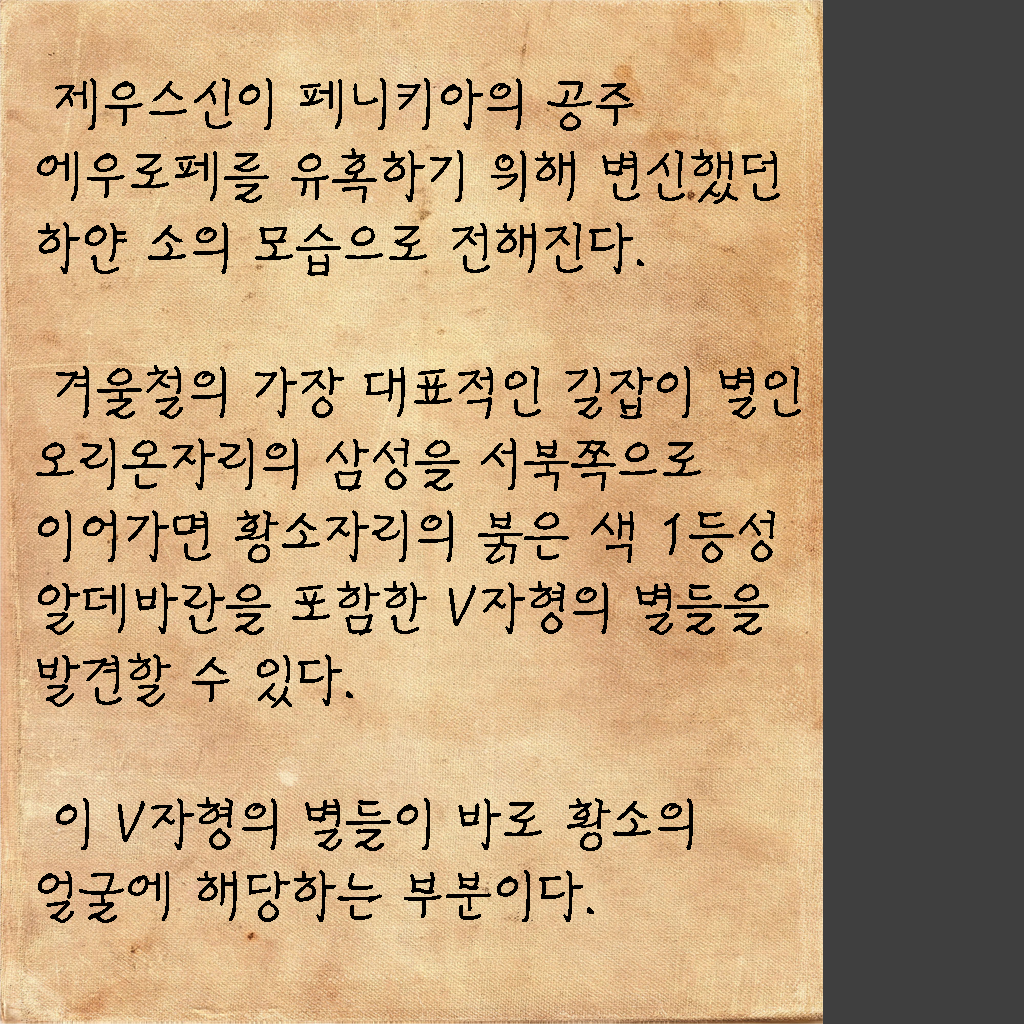 제우스신이 페니키아의 공주
에우로페를 유혹하기 위해 변신했던
하얀 소의 모습으로 전해진다.
겨울철의 가장 대표적인 길잡이 별인
오리온자리의 삼성을 서북쪽으로
이어가면 황소자리의 붉은 색 1등성
알데바란을 포함한 V자형의 별들을
발견할 수 있다.
이 V자형의 별들이 바로 황소의
얼굴에 해당하는 부분이다.